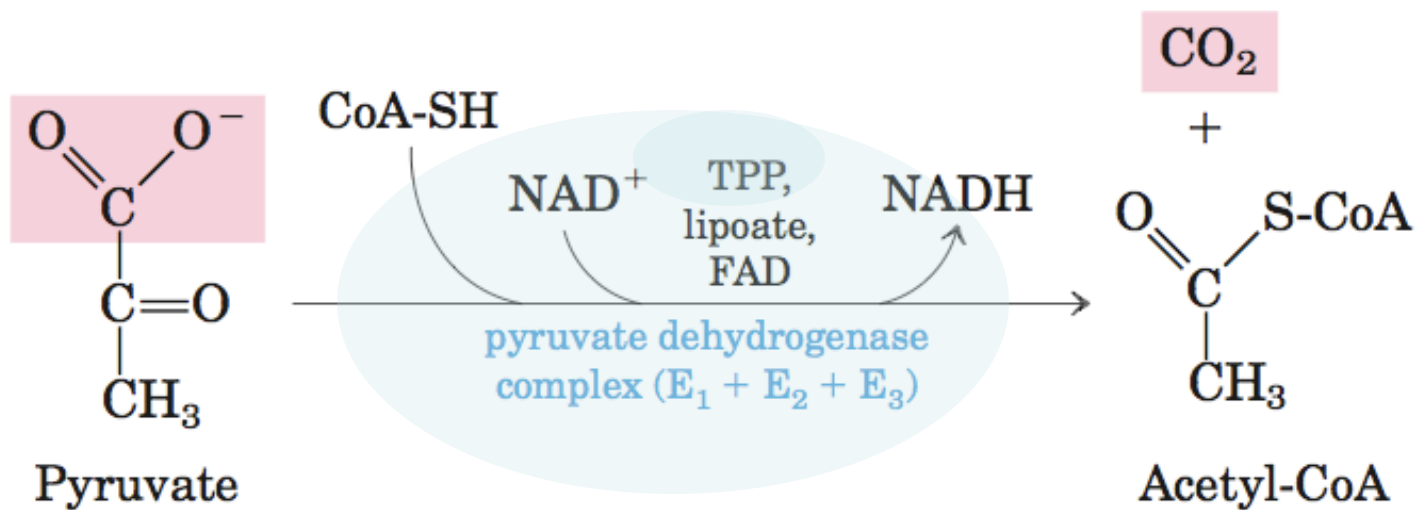 O O⁻
C
C=O
CH₃
Pyruvate
CoA-SH
NAD⁺
TPP,
lipoate,
FAD
NADH
pyruvate dehydrogenase
complex (E₁ + E₂ + E₃)
CO₂
+
O S-CoA
C
CH₃
Acetyl-CoA